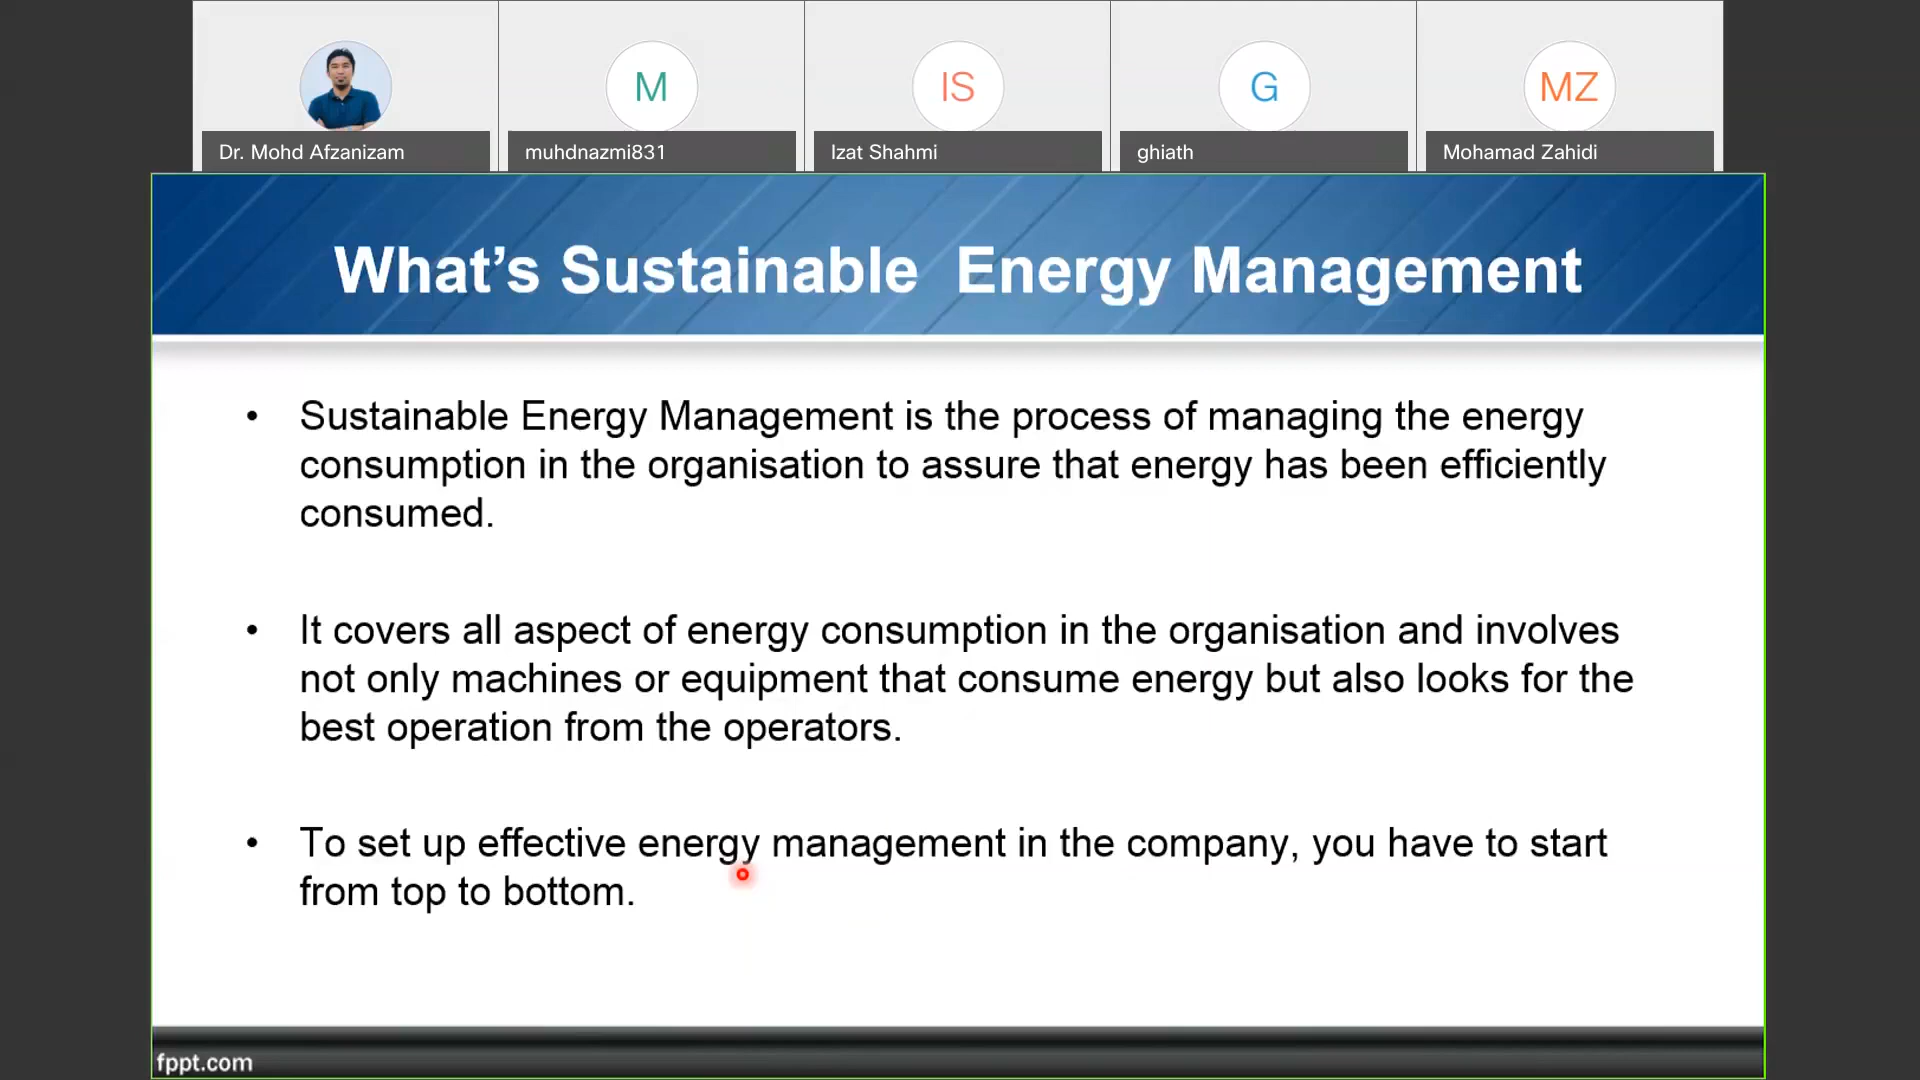 M
IS
G
MZ
Dr. Mohd Afzanizam
muhdnazmi831
Izat Shahmi
ghiath
Mohamad Zahidi
What’s Sustainable  Energy Management
• Sustainable Energy Management is the process of managing the energy
consumption in the organisation to assure that energy has been efficiently
consumed.
• It covers all aspect of energy consumption in the organisation and involves
not only machines or equipment that consume energy but also looks for the
best operation from the operators.
• To set up effective energy management in the company, you have to start
from top to bottom.
fppt.com